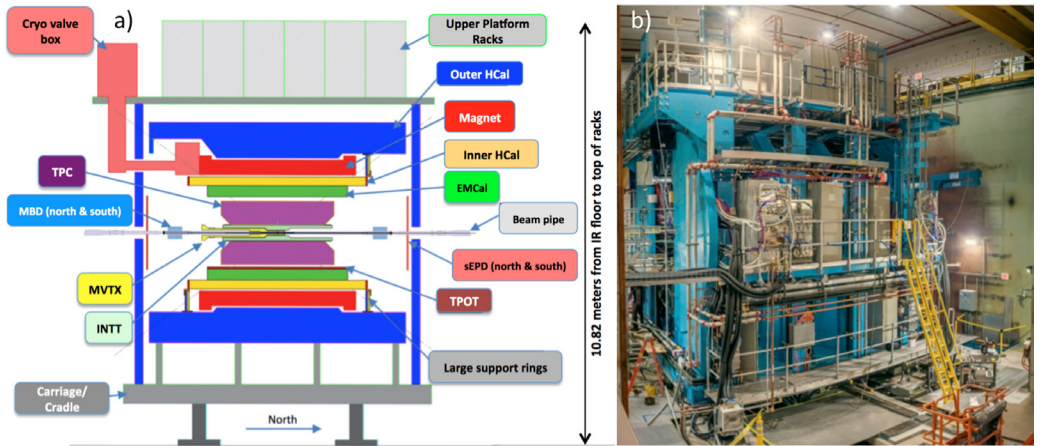 a)
b)
Cryo valve
box
Upper Platform
Racks
Outer HCal
Magnet
Inner HCal
TPC
EMCal
MBD (north & south)
Beam pipe
sEPD (north & south)
MVTX
TPOT
INTT
Large support rings
Carriage/
Cradle
North
10.82 meters from IR floor to top of racks